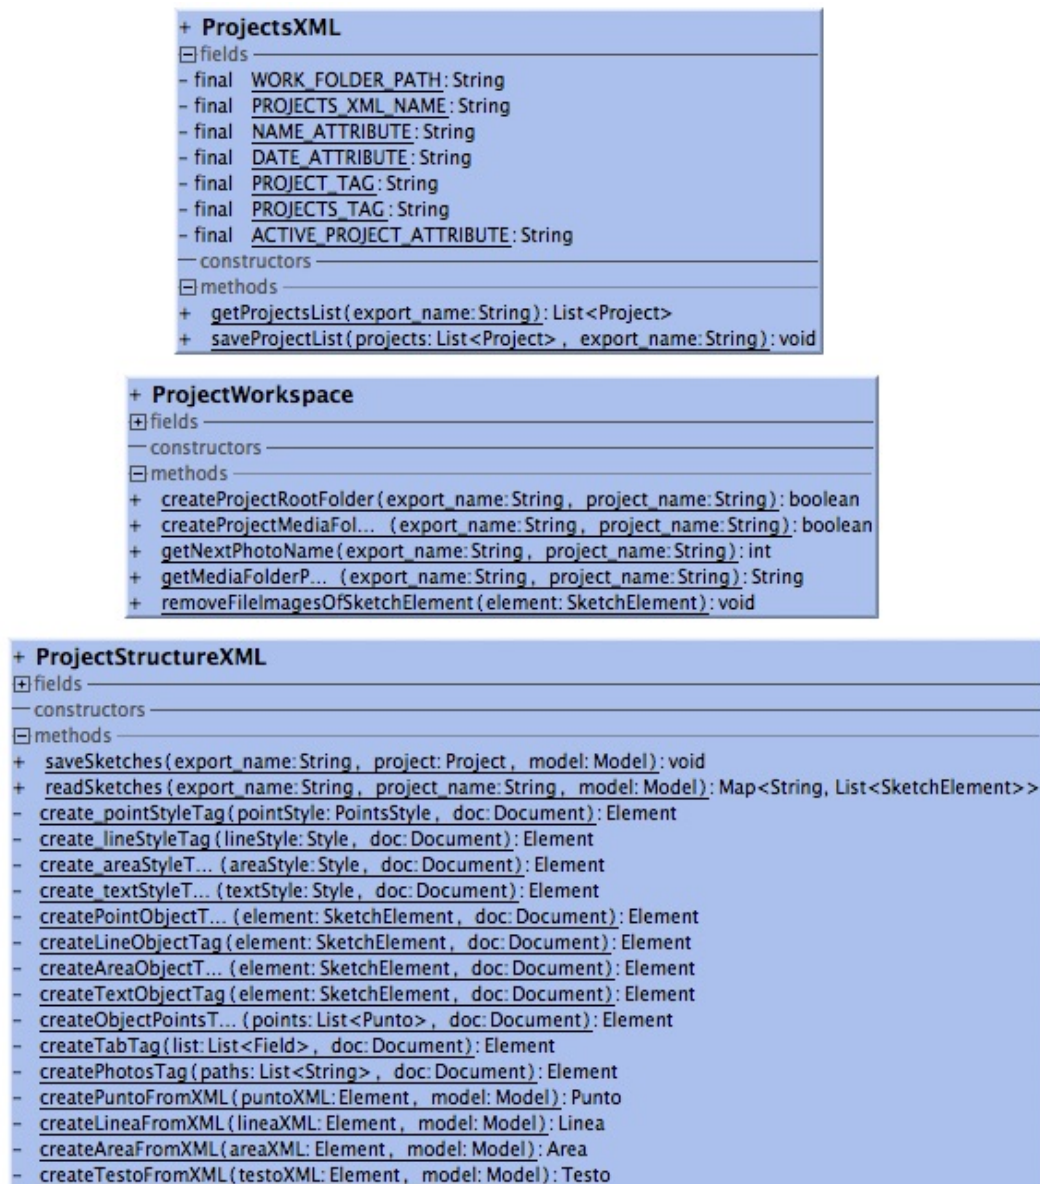 + ProjectsXML
fields
- final WORK_FOLDER_PATH: String
- final PROJECTS_XML_NAME: String
- final NAME_ATTRIBUTE: String
- final DATE_ATTRIBUTE: String
- final PROJECT_TAG: String
- final PROJECTS_TAG: String
- final ACTIVE_PROJECT_ATTRIBUTE: String
constructors
methods
+ getProjectsList(export_name:String): List<Project>
+ saveProjectList(projects: List<Project>, export_name:String): void
+ ProjectWorkspace
fields
constructors
methods
+ createProjectRootFolder(export_name:String, project_name:String): boolean
+ createProjectMediaFol... (export_name:String, project_name:String): boolean
+ getNextPhotoName(export_name:String, project_name:String): int
+ getMediaFolderP... (export_name:String, project_name:String): String
+ removeFileImagesOfSketchElement(element: SketchElement): void
+ ProjectStructureXML
fields
constructors
methods
+ saveSketches(export_name:String, project: Project, model: Model): void
+ readSketches(export_name:String, project_name:String, model: Model): Map<String, List<SketchElement>>
- create_pointStyleTag(pointStyle: PointsStyle, doc: Document): Element
- create_lineStyleTag(lineStyle: Style, doc: Document): Element
- create_areaStyleT... (areaStyle: Style, doc: Document): Element
- create_textStyleT... (textStyle: Style, doc: Document): Element
- createPointObjectT... (element: SketchElement, doc: Document): Element
- createLineObjectTag(element: SketchElement, doc: Document): Element
- createAreaObjectT... (element: SketchElement, doc: Document): Element
- createTextObjectTag(element: SketchElement, doc: Document): Element
- createObjectPointsT... (points: List<Punto>, doc: Document): Element
- createTabTag(list: List<Field>, doc: Document): Element
- createPhotosTag(paths: List<String>, doc: Document): Element
- createPuntoFromXML(puntoXML: Element, model: Model): Punto
- createLineaFromXML(lineaXML: Element, model: Model): Linea
- createAreaFromXML(areaXML: Element, model: Model): Area
- createTestoFromXML(testoXML: Element, model: Model): Testo